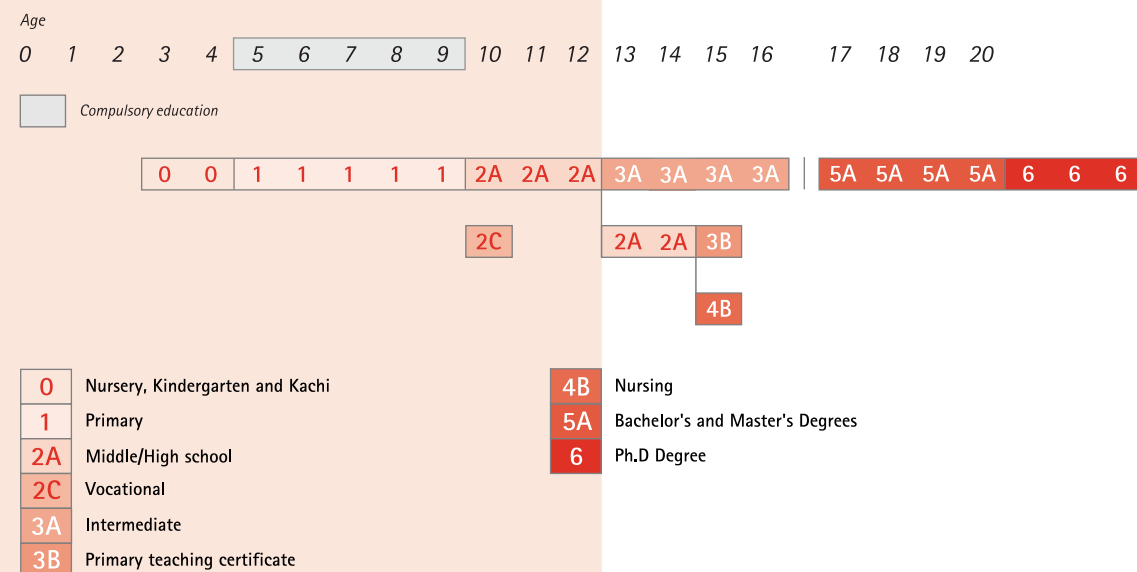 Age
0 1 2 3 4 5 6 7 8 9 10 11 12 13 14 15 16 17 18 19 20
Compulsory education
0 0 1 1 1 1 1 2A 2A 2A 3A 3A 3A 3A 5A 5A 5A 5A 6 6 6
2C 2A 2A 3B
4B
0 Nursery, Kindergarten and Kachi
1 Primary
2A Middle/High school
2C Vocational
3A Intermediate
3B Primary teaching certificate
4B Nursing
5A Bachelor's and Master's Degrees
6 Ph.D Degree